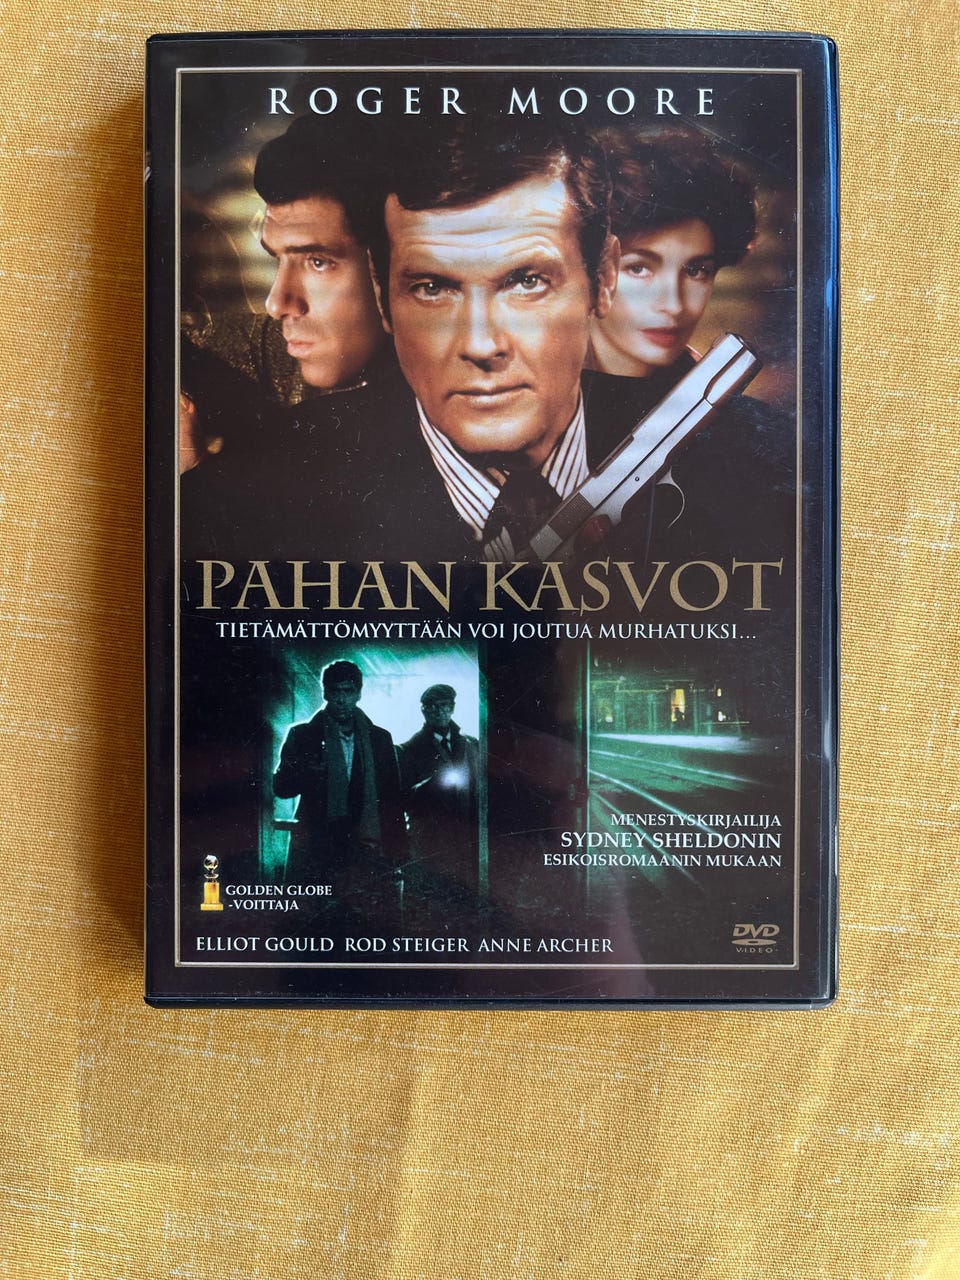 ROGER MOORE
PAHAN KASVOT
TIETÄMÄTTÖMYYTTÄÄN VOI JOUTUA MURHATUKSI...
MENESTYSKIRJAILIJA
SYDNEY SHELDONIN
ESIKOISROMAANIN MUKAAN
GOLDEN GLOBE
-VOITTAJA
ELLIOT GOULD ROD STEIGER ANNE ARCHER
DVD
VIDEO